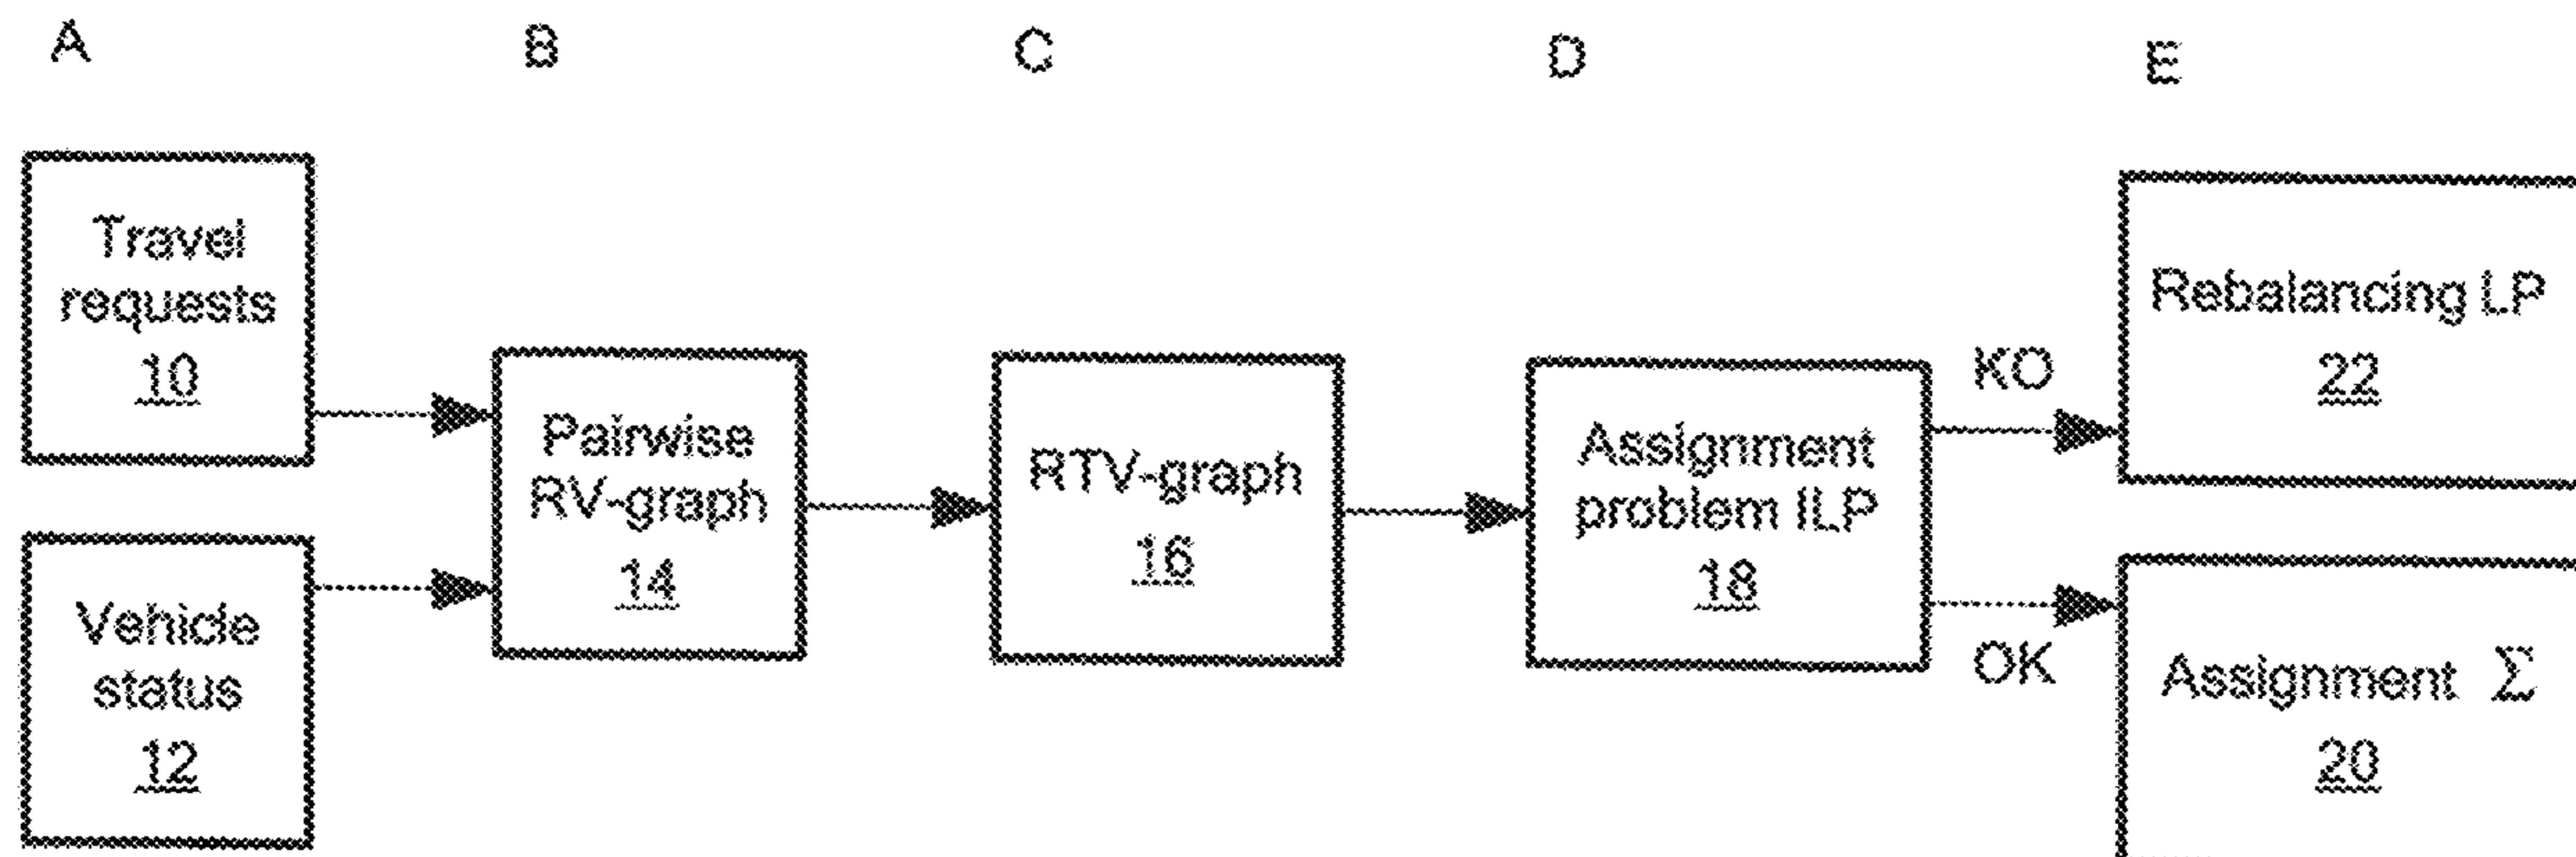 A
B
C
D
E
Travel
requests
10
Vehicle
status
12
Pairwise
RV-graph
14
RTV-graph
16
Assignment
problem ILP
18
KO
OK
Rebalancing LP
22
Assignment Σ
20